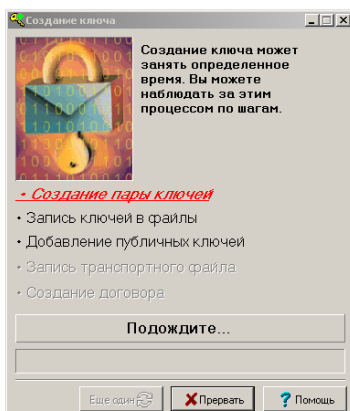 Создание ключа
Создание ключа может
занять определенное
время. Вы можете
наблюдать за этим
процессом по шагам.
• Создание пары ключей
• Запись ключей в файлы
• Добавление публичных ключей
• Запись транспортного файла
• Создание договора
Подождите...
Еще один
Прервать
? Помощь